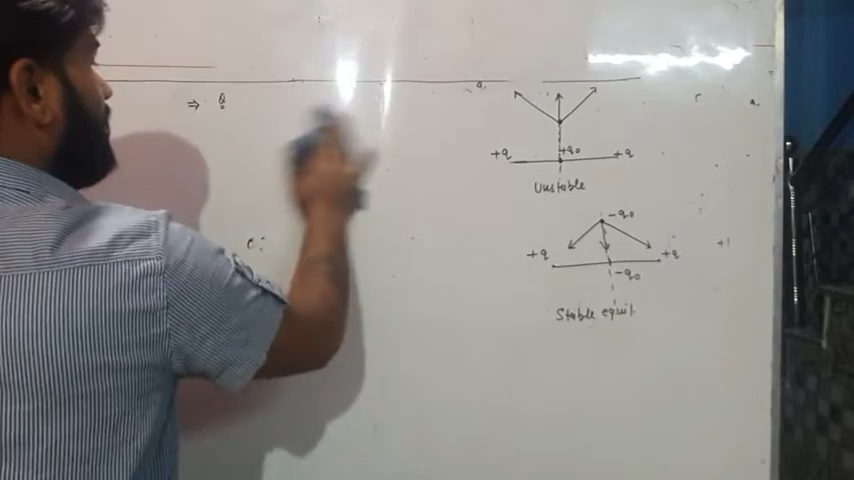 ⇒ Q
+q +q0 +q
Unstable
-q0
+q +q
-q0
Stable equil